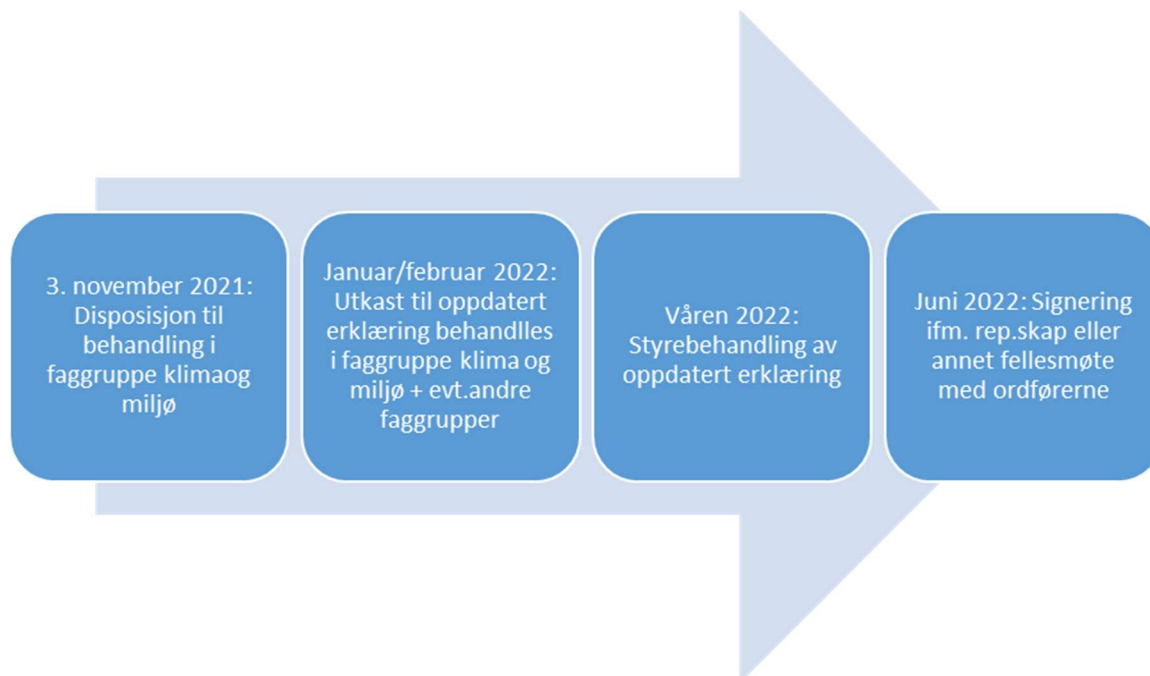 3. november 2021:
Disposisjon til
behandling i
faggruppe klimaog
miljø
Januar/februar 2022:
Utkast til oppdatert
erklæring behandlles
i faggruppe klima og
miljø + evt.andre
faggrupper
Våren 2022:
Styrebehandling av
oppdatert erklæring
Juni 2022: Signering
ifm. rep.skap eller
annet fellesmøte
med ordførerne